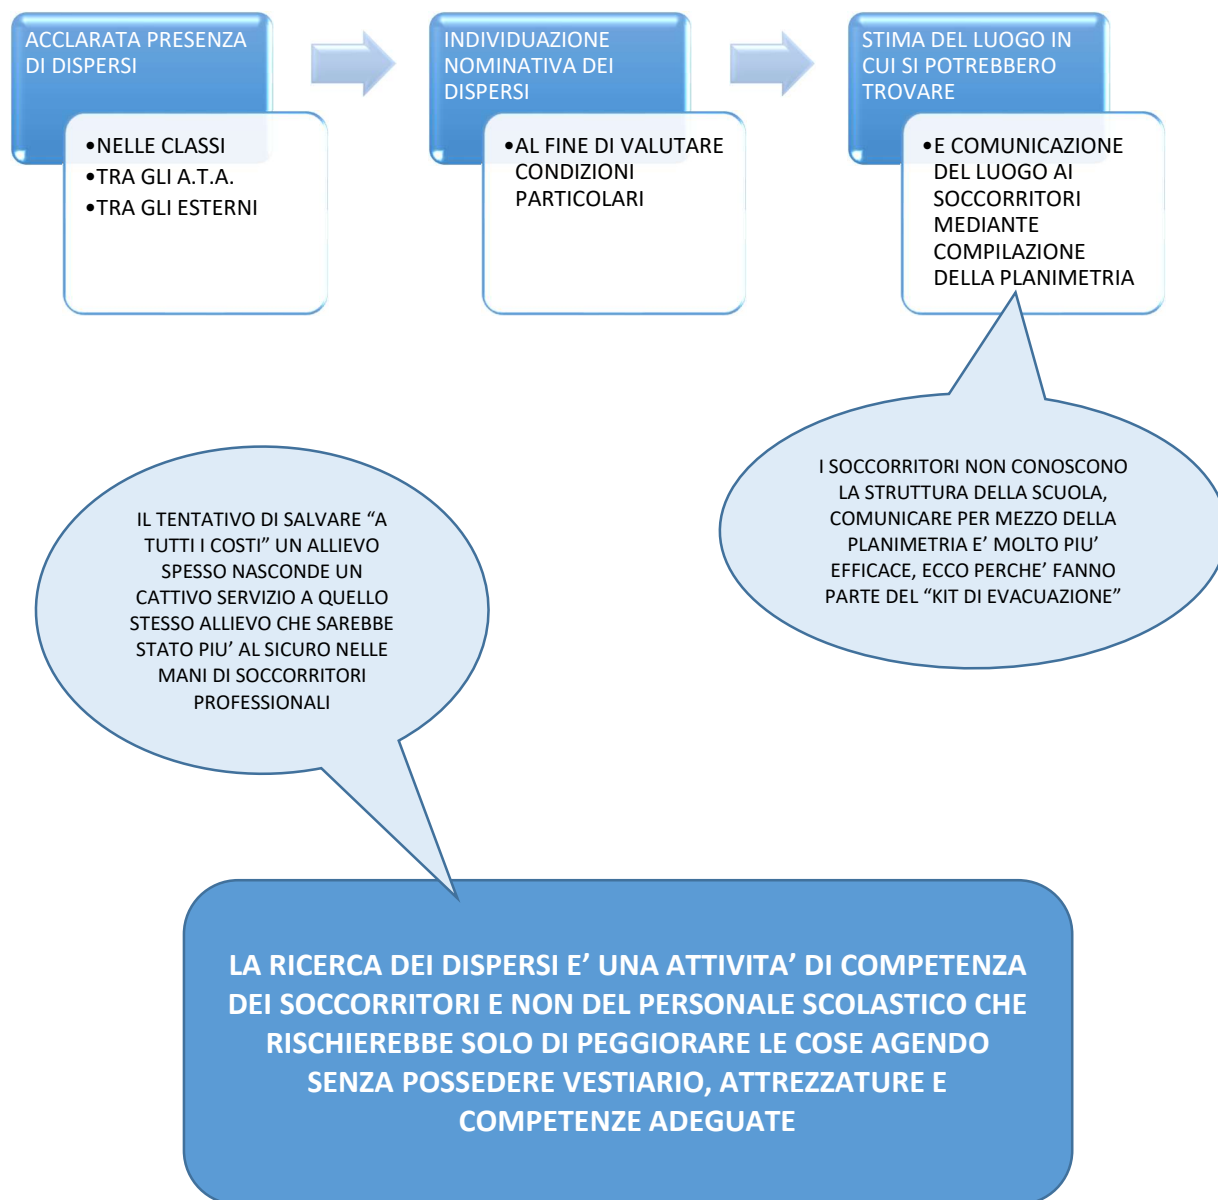 ACCLARATA PRESENZA
DI DISPERSI
•NELLE CLASSI
•TRA GLI A.T.A.
•TRA GLI ESTERNI
INDIVIDUAZIONE
NOMINATIVA DEI
DISPERSI
•AL FINE DI VALUTARE
CONDIZIONI
PARTICOLARI
STIMA DEL LUOGO IN
CUI SI POTREBBERO
TROVARE
•E COMUNICAZIONE
DEL LUOGO AI
SOCCORRITORI
MEDIANTE
COMPILAZIONE
DELLA PLANIMETRIA
I SOCCORRITORI NON CONOSCONO
LA STRUTTURA DELLA SCUOLA,
COMUNICARE PER MEZZO DELLA
PLANIMETRIA E’ MOLTO PIU’
EFFICACE, ECCO PERCHE’ FANNO
PARTE DEL “KIT DI EVACUAZIONE”
IL TENTATIVO DI SALVARE “A
TUTTI I COSTI” UN ALLIEVO
SPESSO NASCONDE UN
CATTIVO SERVIZIO A QUELLO
STESSO ALLIEVO CHE SAREBBE
STATO PIU’ AL SICURO NELLE
MANI DI SOCCORRITORI
PROFESSIONALI
LA RICERCA DEI DISPERSI E’ UNA ATTIVITA’ DI COMPETENZA
DEI SOCCORRITORI E NON DEL PERSONALE SCOLASTICO CHE
RISCHIEREBBE SOLO DI PEGGIORARE LE COSE AGENDO
SENZA POSSEDERE VESTIARIO, ATTREZZATURE E
COMPETENZE ADEGUATE